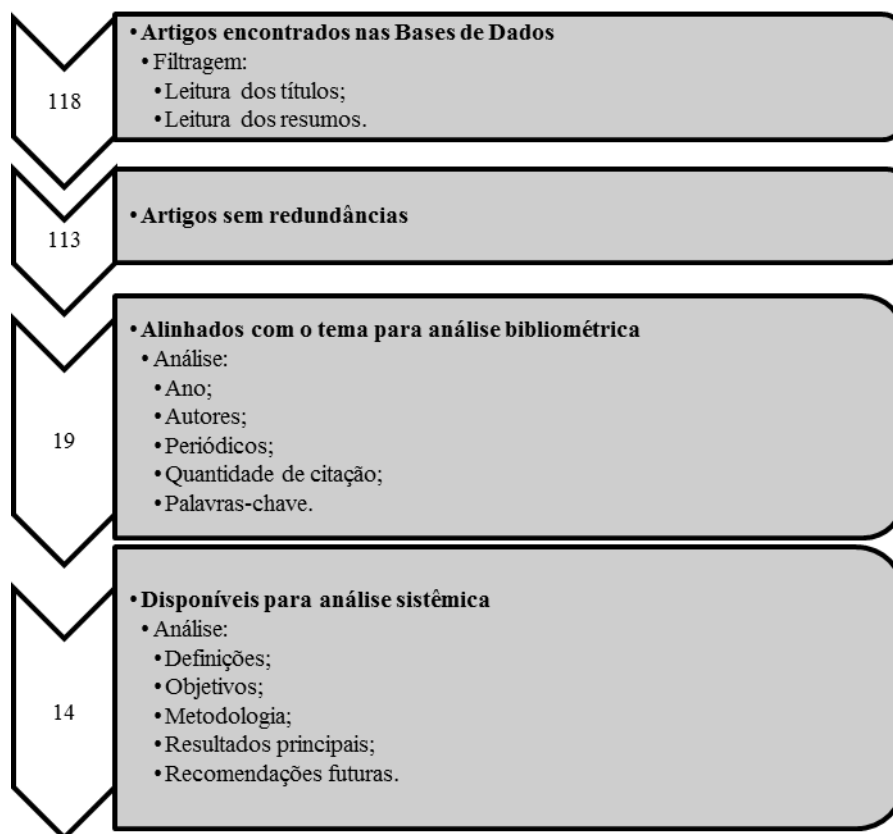 118
• Artigos encontrados nas Bases de Dados
• Filtragem:
• Leitura dos títulos;
• Leitura dos resumos.
113
• Artigos sem redundâncias
19
• Alinhados com o tema para análise bibliométrica
• Análise:
• Ano;
• Autores;
• Periódicos;
• Quantidade de citação;
• Palavras-chave.
14
• Disponíveis para análise sistêmica
• Análise:
• Definições;
• Objetivos;
• Metodologia;
• Resultados principais;
• Recomendações futuras.